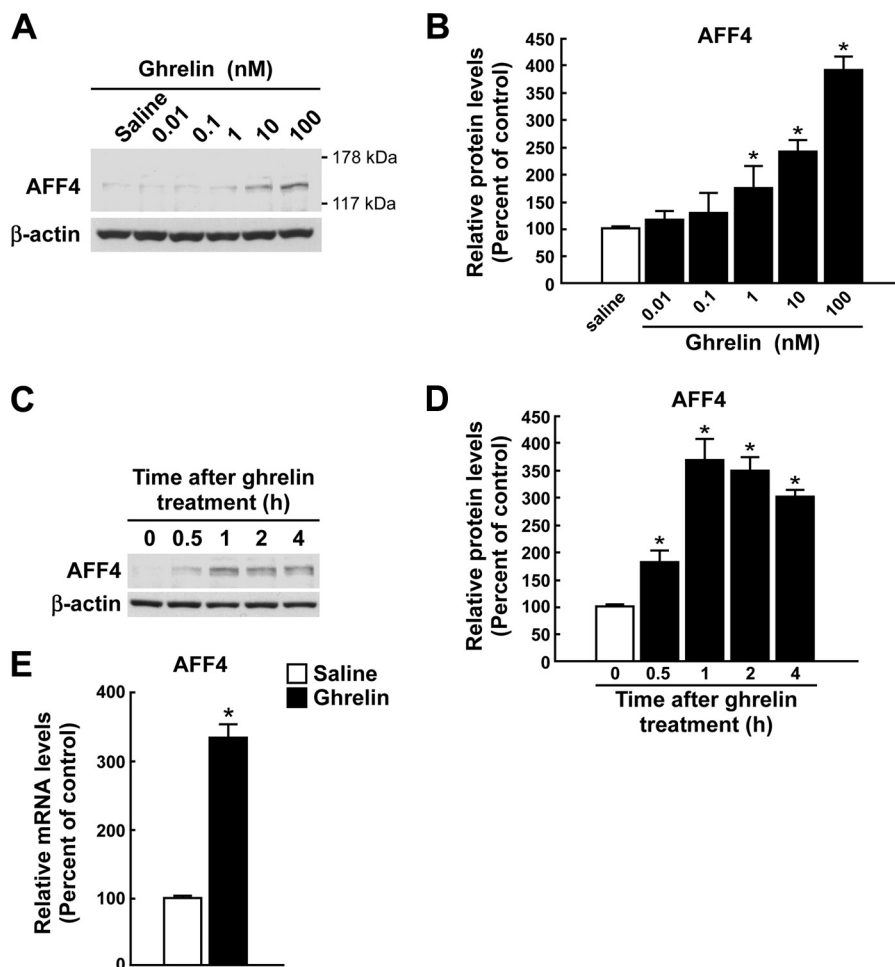 A
Ghrelin (nM)
Saline
0.01
0.1
1
10
100
178 kDa
AFF4
117 kDa
β-actin
B
AFF4
Relative protein levels
(Percent of control)
450
400
350
300
250
200
150
100
50
0
*
*
*
saline
0.01
0.1
1
10
100
Ghrelin (nM)
C
Time after ghrelin
treatment (h)
0 0.5 1 2 4
AFF4
β-actin
D
AFF4
Relative protein levels
(Percent of control)
450
400
350
300
250
200
150
100
50
0
*
*
*
*
0 0.5 1 2 4
Time after ghrelin
treatment (h)
E
AFF4
Saline
Ghrelin
Relative mRNA levels
(Percent of control)
400
300
200
100
0
*